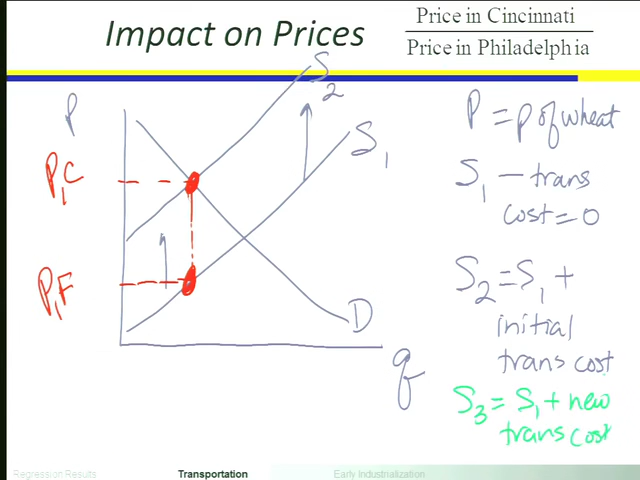 Impact on Prices
Price in Cincinnati
Price in Philadelphia
P
S2
S1
P1C
P1F
D
q
P = p of wheat
S1 - trans
cost = 0
S2 = S1 +
initial
trans cost
S3 = S1 + new
trans cost
Regression Results
Transportation
Early Industrialization